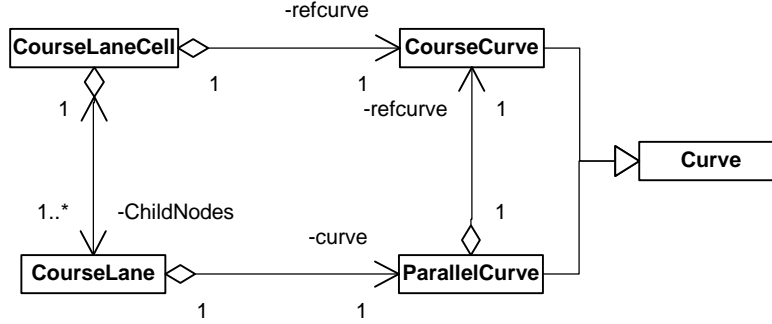 -refcurve
CourseLaneCell
CourseCurve
1
1
1
-refcurve
1
Curve
1..*
-ChildNodes
1
-curve
CourseLane
ParallelCurve
1
1